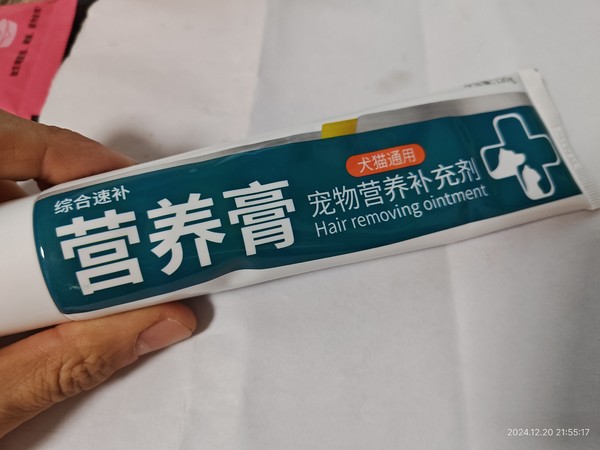 综合速补
营养膏
犬猫通用
宠物营养补充剂
Hair removing ointment
2024.12.20 21:55:17